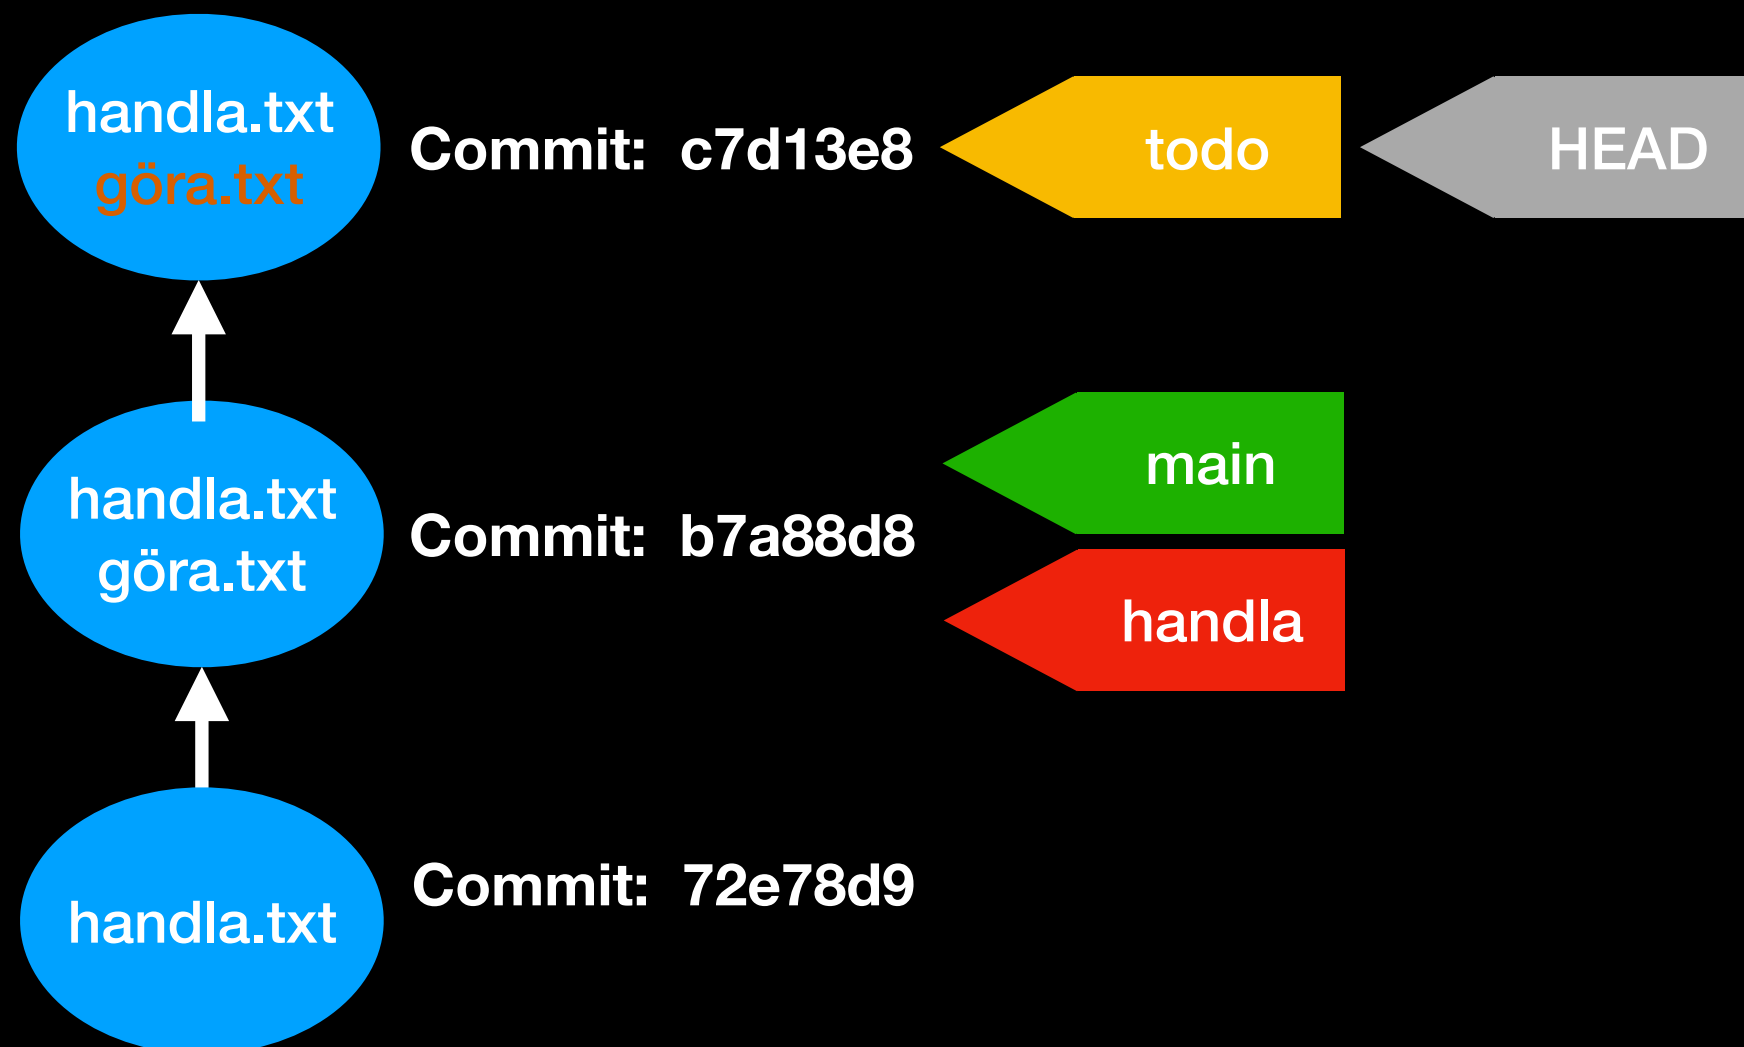 handla.txt
göra.txt
Commit: c7d13e8
todo
HEAD
handla.txt
göra.txt
Commit: b7a88d8
main
handla
handla.txt
Commit: 72e78d9